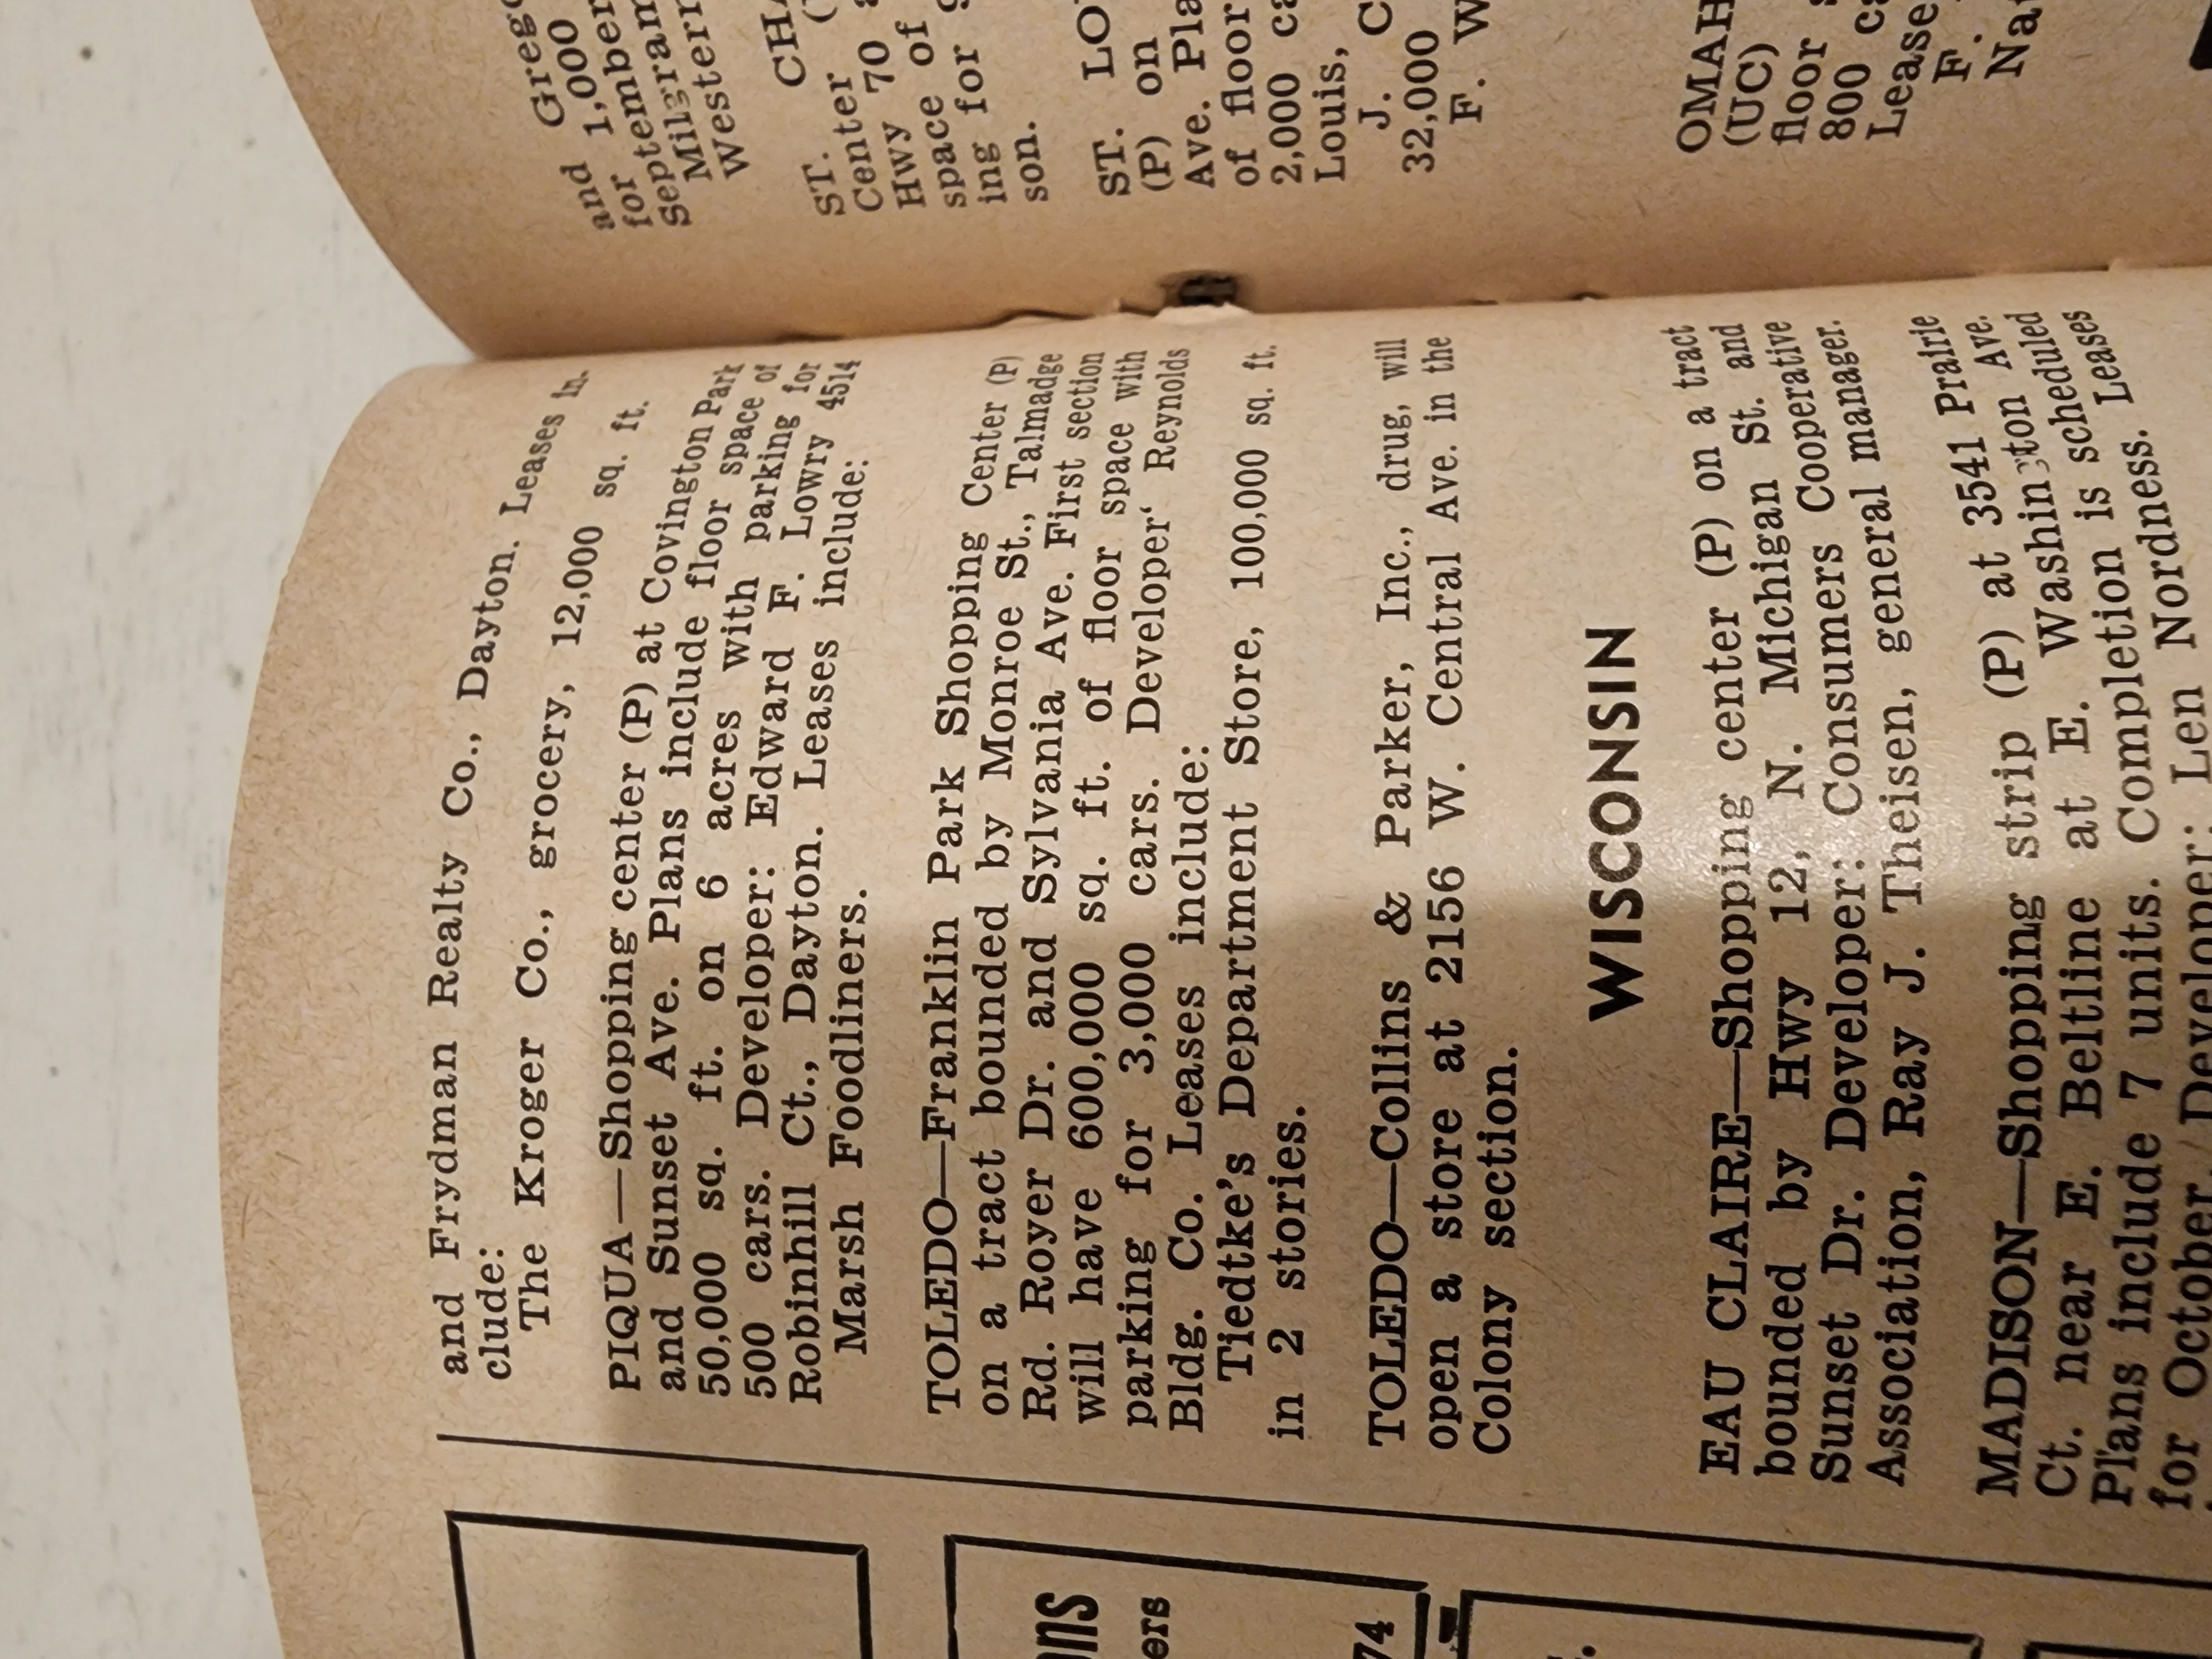 and Frydman Realty Co., Dayton. Leases in-
clude:
The Kroger Co., grocery, 12,000 sq. ft.
PIQUA—Shopping center (P) at Covington Park
and Sunset Ave. Plans include floor space of
50,000 sq. ft. on 6 acres with parking for
500 cars. Developer: Edward F. Lowry 4514
Robinhill Ct., Dayton. Leases include:
Marsh Foodliners.
TOLEDO—Franklin Park Shopping Center (P)
on a tract bounded by Monroe St., Talmadge
Rd. Royer Dr. and Sylvania Ave. First section
will have 600,000 sq. ft. of floor space with
parking for 3,000 cars. Developer' Reynolds
Bldg. Co. Leases include:
Tiedtke's Department Store, 100,000 sq. ft.
in 2 stories.
TOLEDO—Collins & Parker, Inc., drug, will
open a store at 2156 W. Central Ave. in the
Colony section.
WISCONSIN
EAU CLAIRE—Shopping center (P) on a tract
bounded by Hwy 12, N. Michigan St. and
Sunset Dr. Developer: Consumers Cooperative
Association, Ray J. Theisen, general manager.
MADISON—Shopping strip (P) at 3541 Prairie
Ct. near E. Beltline at E. Washington Ave.
Plans include 7 units. Completion is scheduled
for October. Developer: Len Nordness. Leases
and 1,000
for
Milgram
Western
ST.
Center
Hwy 70
space of
ing for
son.
ST.
(P) on
Ave.
of floor
2,000
Louis,
J.
32,000
F. W
(UC)
floor
800
Lease
F.
74